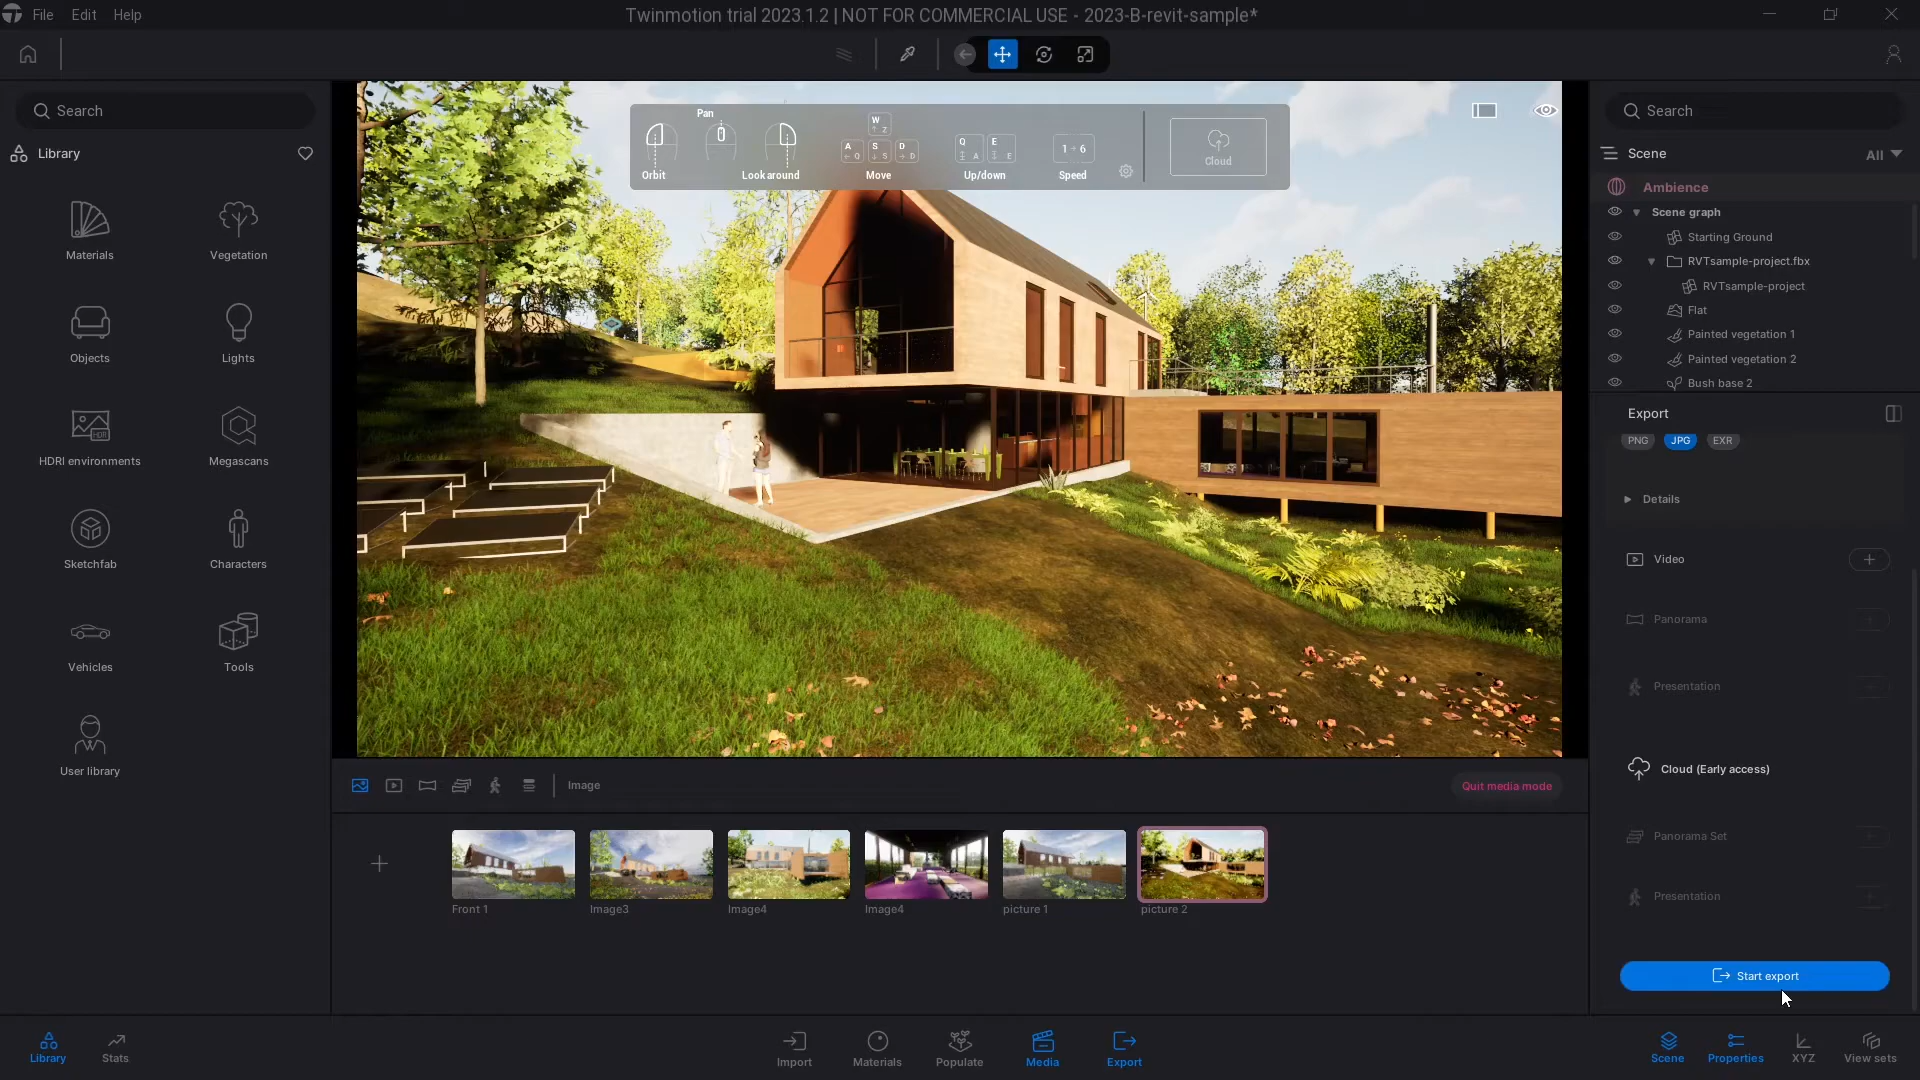 File Edit Help
Twinmotion trial 2023.1.2 | NOT FOR COMMERCIAL USE - 2023-B-revit-sample*
Search
Library
Materials Vegetation
Objects Lights
HDR
HDRI environments Megascans
Sketchfab Characters
Vehicles Tools
User library
Pan
W
Z
A Q S S D D
Q A E E
1 6
Orbit Look around Move Up/down Speed Cloud
Search
Scene All
Ambience
Scene graph
Starting Ground
RVTsample-project.fbx
RVTsample-project
Flat
Painted vegetation 1
Painted vegetation 2
Bush base 2
Export
PNG JPG EXR
Details
Video
Panorama
Presentation
Cloud (Early access)
Panorama Set
Presentation
Start export
Image
Quit media mode
Front 1 Image3 Image4 Image4 picture 1 picture 2
Library Stats Import Materials Populate Media Export Scene Properties XYZ View sets